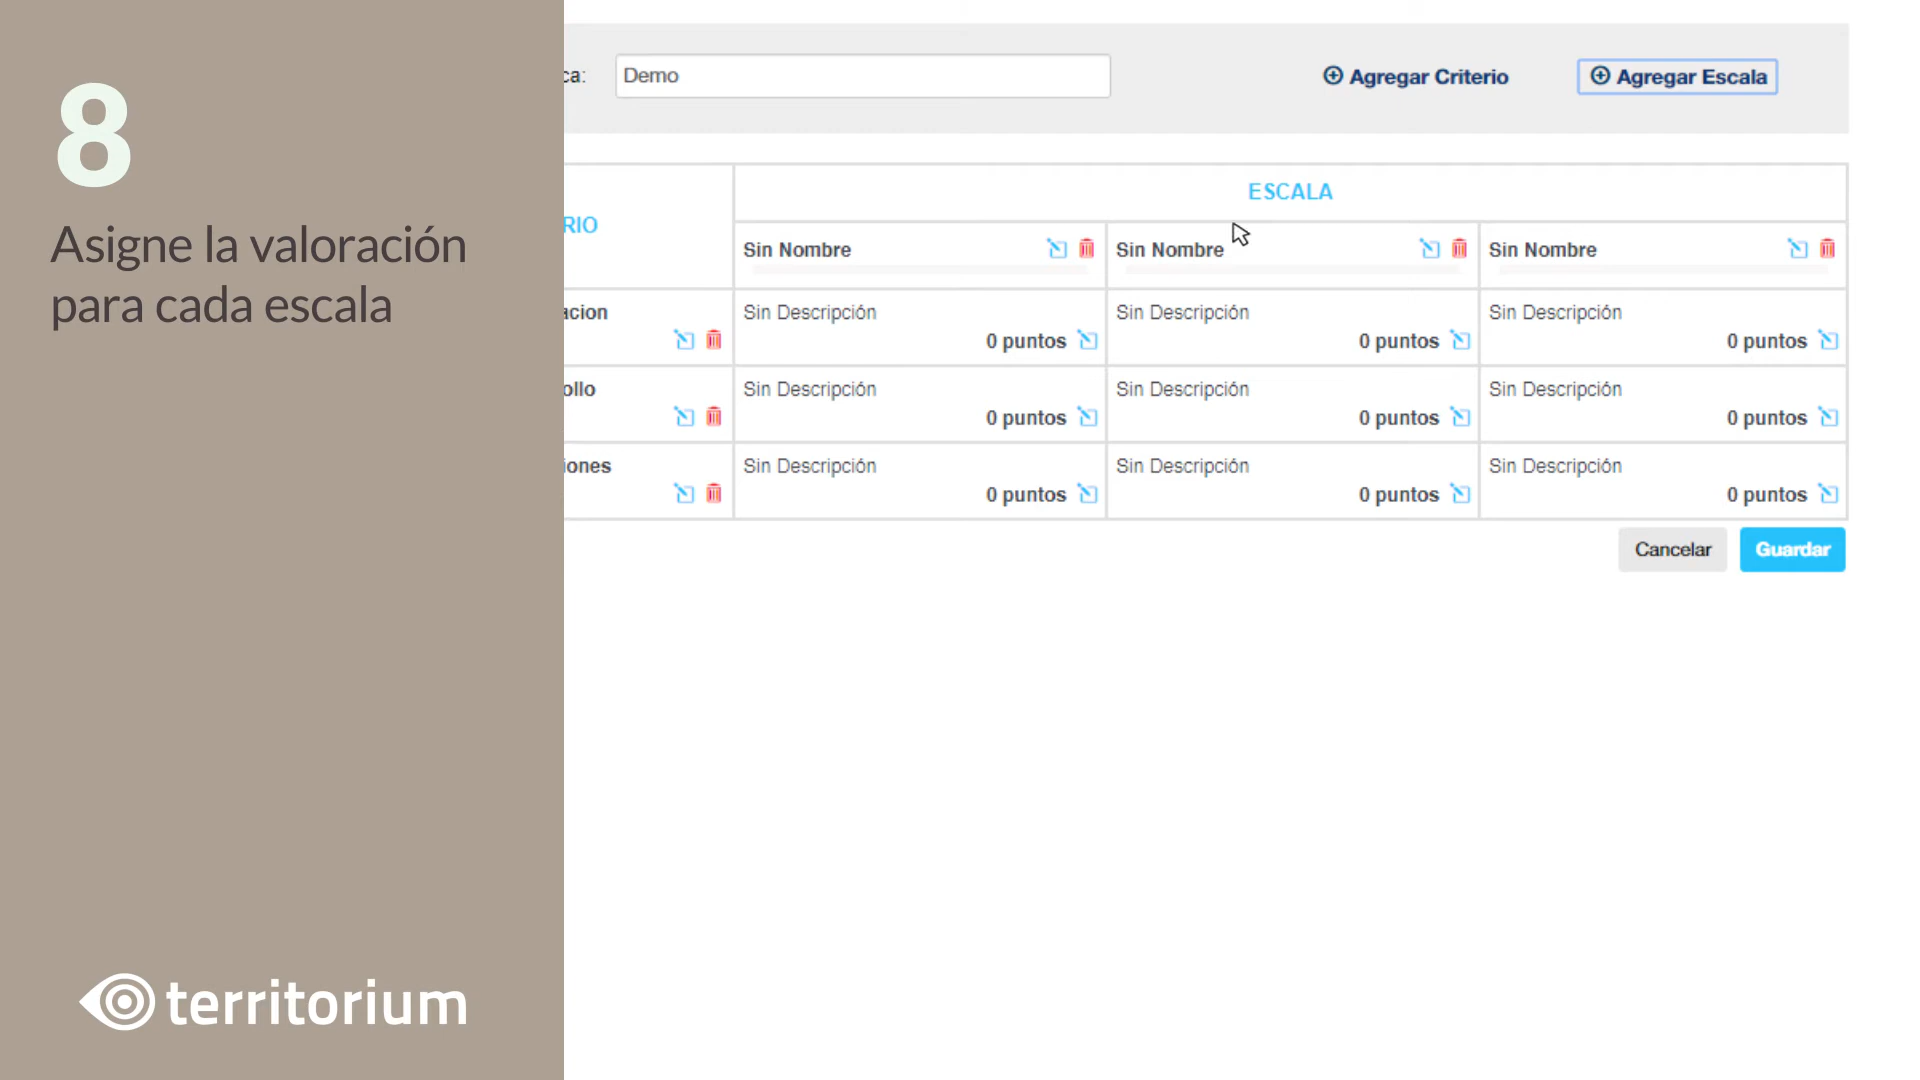 8
Asigne la valoración
para cada escala
ca: Demo Agregar Criterio Agregar Escala
RIO
ESCALA
Sin Nombre Sin Nombre Sin Nombre
acion Sin Descripción Sin Descripción Sin Descripción
0 puntos 0 puntos 0 puntos
ollo Sin Descripción Sin Descripción Sin Descripción
0 puntos 0 puntos 0 puntos
iones Sin Descripción Sin Descripción Sin Descripción
0 puntos 0 puntos 0 puntos
Cancelar Guardar
territorium